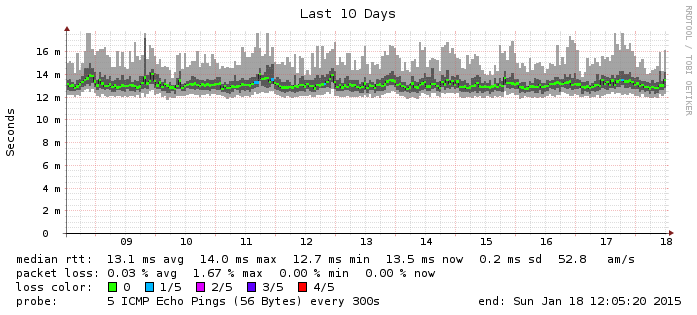 Last 10 Days
RRDTOOL / TOBI OETIKER
Seconds
16 m
14 m
12 m
10 m
8 m
6 m
4 m
2 m
0
09 10 11 12 13 14 15 16 17 18
median rtt: 13.1 ms avg 14.0 ms max 12.7 ms min 13.5 ms now 0.2 ms sd 52.8 am/s
packet loss: 0.03 % avg 1.67 % max 0.00 % min 0.00 % now
loss color: 0 1/5 2/5 3/5 4/5
probe: 5 ICMP Echo Pings (56 Bytes) every 300s end: Sun Jan 18 12:05:20 2015